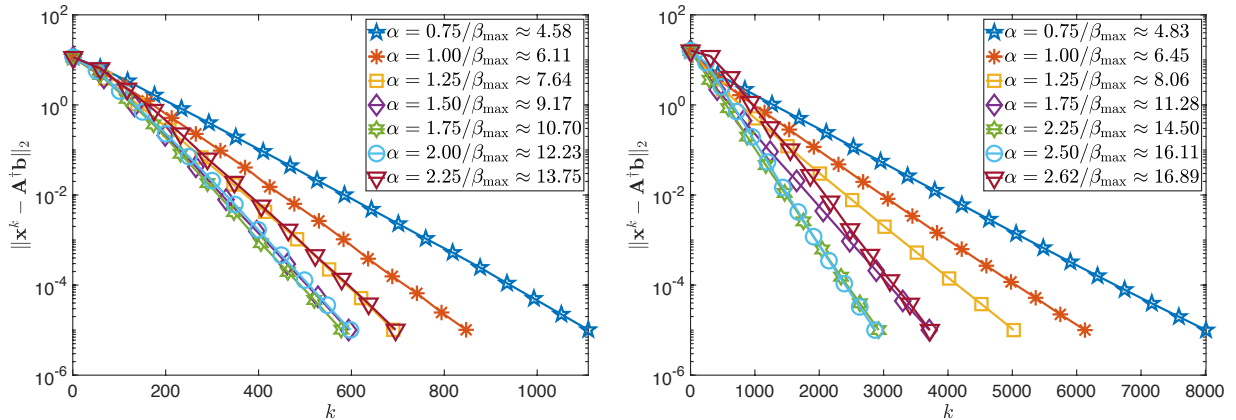 10^2
10^0
10^-2
10^-4
10^-6
||x^k − A^†b||_2
0 200 400 600 800 1000
k
α = 0.75/β_max ≈ 4.58
α = 1.00/β_max ≈ 6.11
α = 1.25/β_max ≈ 7.64
α = 1.50/β_max ≈ 9.17
α = 1.75/β_max ≈ 10.70
α = 2.00/β_max ≈ 12.23
α = 2.25/β_max ≈ 13.75
10^2
10^0
10^-2
10^-4
10^-6
||x^k − A^†b||_2
0 1000 2000 3000 4000 5000 6000 7000 8000
k
α = 0.75/β_max ≈ 4.83
α = 1.00/β_max ≈ 6.45
α = 1.25/β_max ≈ 8.06
α = 1.75/β_max ≈ 11.28
α = 2.25/β_max ≈ 14.50
α = 2.50/β_max ≈ 16.11
α = 2.62/β_max ≈ 16.89